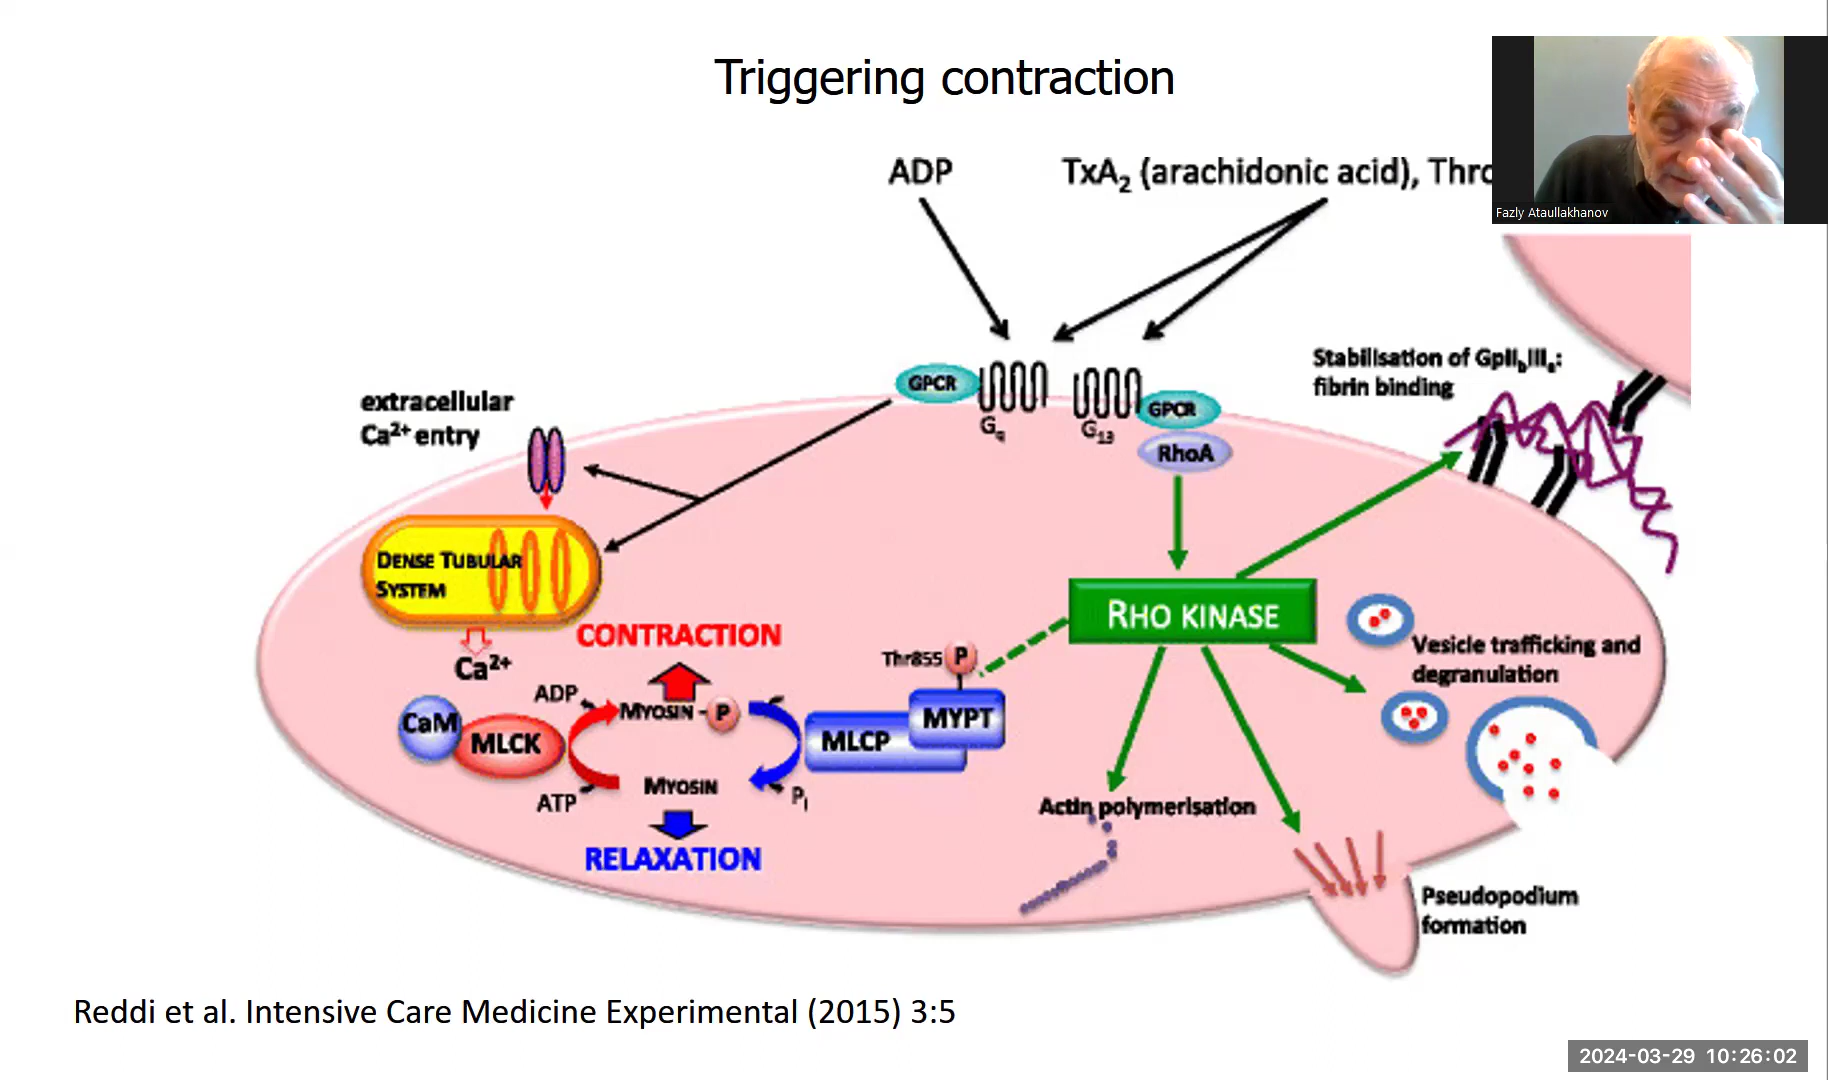 Triggering contraction
ADP
TxA2 (arachidonic acid), Thro
Fazly Ataullakhanov
Stabilisation of GpIIbIIIa:
fibrin binding
extracellular
Ca2+ entry
GPCR
Gq
G13
GPCR
RhoA
DENSE TUBULAR
SYSTEM
Ca2+
CONTRACTION
RHO KINASE
Thr855 P
Vesicle trafficking and
degranulation
ADP
MYOSIN - P
CaM
MLCK
MLCP
MYPT
MYOSIN
ATP
Pi
RELAXATION
Actin polymerisation
Pseudopodium
formation
Reddi et al. Intensive Care Medicine Experimental (2015) 3:5
2024-03-29 10:26:02